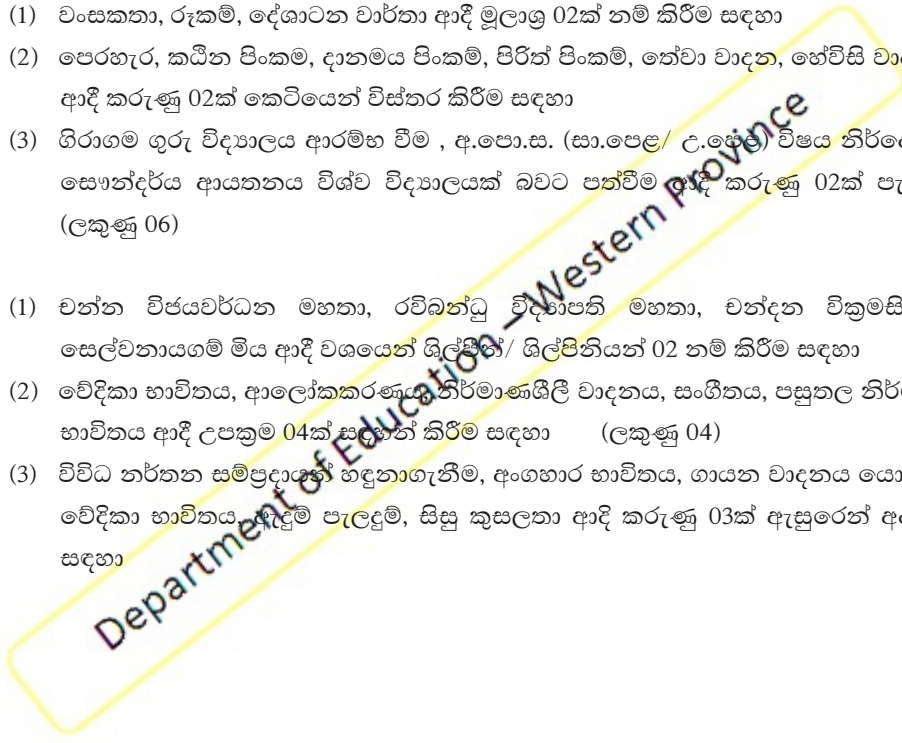 (1) වංසකතා, රූකම්, දේශාටන වාර්තා ආදී මූලාශ්‍ර 02ක් නම් කිරීම සඳහා
(2) පෙරහැර, කඨින පිංකම, දානමය පිංකම්, පිරිත් පිංකම්, තේවා වාදන, හේවිසි
ආදී කරුණු 02ක් කෙටියෙන් විස්තර කිරීම සඳහා
(3) ගිරාගම ගුරු විද්‍යාලය ආරම්භ වීම , අ.පො.ස. (සා.පෙළ/ උ.පෙළ) විෂය
සෞන්දර්ය ආයතනය විශ්ව විද්‍යාලයක් බවට පත්වීම ආදී කරුණු 02ක්
(ලකුණු 06)
(1) චන්න විජයවර්ධන මහතා, රවිබන්ධු විද්‍යාපති මහතා, චන්දන
සෙල්වනායගම් මිය ආදී වශයෙන් ශිල්පීන්/ ශිල්පිනියන් 02 නම් කිරීම සඳහා
(2) වේදිකා භාවිතය, ආලෝකකරණය, නිර්මාණශීලී වාදනය, සංගීතය, පසුතල
භාවිතය ආදී උපක්‍රම 04ක් සඳහන් කිරීම සඳහා (ලකුණු 04)
(3) විවිධ නර්තන සම්ප්‍රදායන් හඳුනාගැනීම, අංගහාර භාවිතය, ගායන වාදනය
වේදිකා භාවිතය, ඇඳුම් පැලඳුම්, සිසු කුසලතා ආදි කරුණු 03ක් ඇසුරෙන්
සඳහා
Department of Education – Western Province